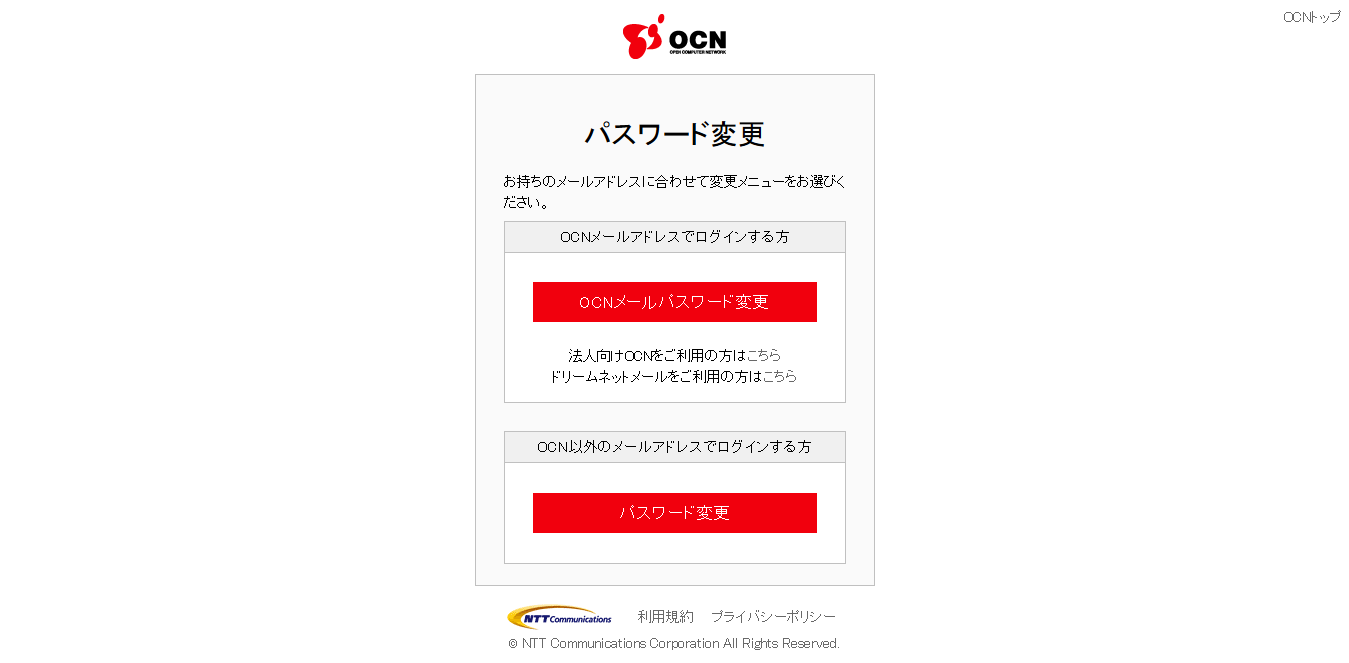 OCNトップ
OCN
OPEN COMPUTER NETWORK
パスワード変更
お持ちのメールアドレスに合わせて変更メニューをお選びく
ださい。
OCNメールアドレスでログインする方
OCNメールパスワード変更
法人向けOCNをご利用の方はこちら
ドリームネットメールをご利用の方はこちら
OCN以外のメールアドレスでログインする方
パスワード変更
NTT Communications 利用規約 プライバシーポリシー
© NTT Communications Corporation All Rights Reserved.